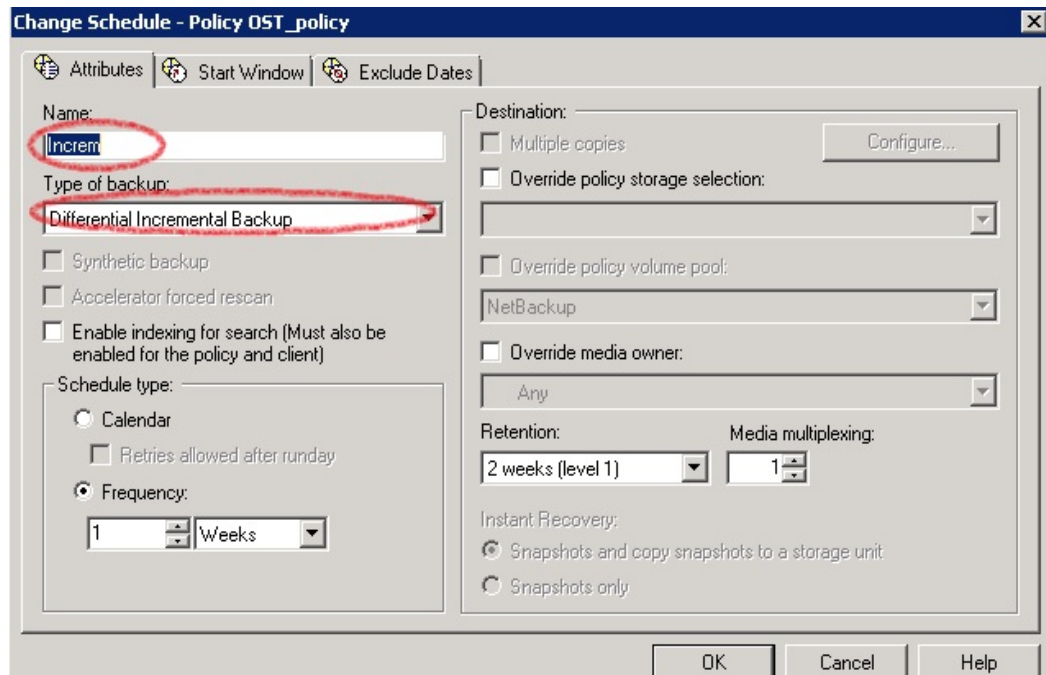 Change Schedule - Policy OST_policy
Attributes
Start Window
Exclude Dates
Name:
Increm
Type of backup:
Differential Incremental Backup
Synthetic backup
Accelerator forced rescan
Enable indexing for search (Must also be
enabled for the policy and client)
Schedule type:
Calendar
Retries allowed after runday
Frequency:
1 Weeks
Destination:
Multiple copies
Configure...
Override policy storage selection:
Override policy volume pool:
NetBackup
Override media owner:
Any
Retention: Media multiplexing:
2 weeks (level 1) 1
Instant Recovery:
Snapshots and copy snapshots to a storage unit
Snapshots only
OK Cancel Help